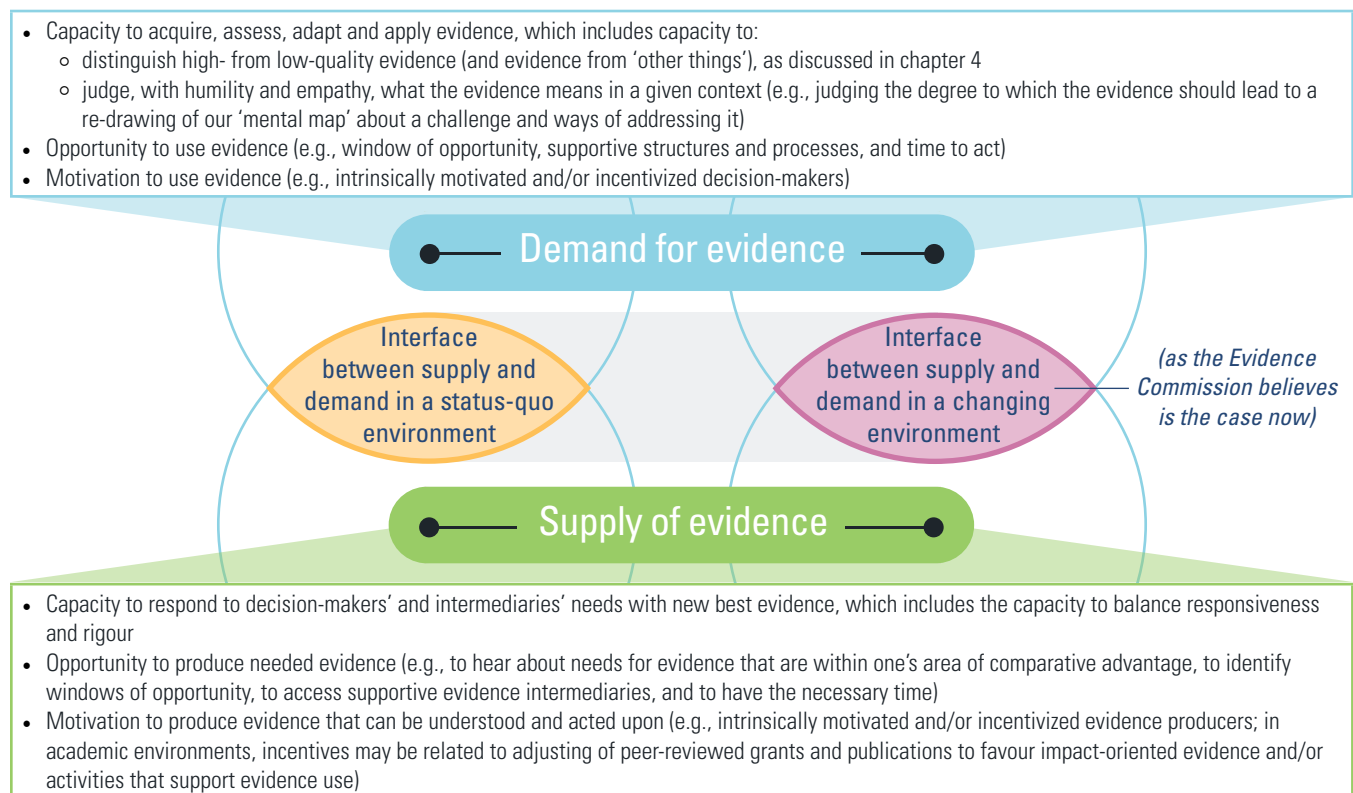 • Capacity to acquire, assess, adapt and apply evidence, which includes capacity to:
○ distinguish high- from low-quality evidence (and evidence from ‘other things’), as discussed in chapter 4
○ judge, with humility and empathy, what the evidence means in a given context (e.g., judging the degree to which the evidence should lead to a
re-drawing of our ‘mental map’ about a challenge and ways of addressing it)
• Opportunity to use evidence (e.g., window of opportunity, supportive structures and processes, and time to act)
• Motivation to use evidence (e.g., intrinsically motivated and/or incentivized decision-makers)
Demand for evidence
Interface
between supply and
demand in a status-quo
environment
Interface
between supply and
demand in a changing
environment
(as the Evidence
Commission believes
is the case now)
Supply of evidence
• Capacity to respond to decision-makers’ and intermediaries’ needs with new best evidence, which includes the capacity to balance responsiveness
and rigour
• Opportunity to produce needed evidence (e.g., to hear about needs for evidence that are within one’s area of comparative advantage, to identify
windows of opportunity, to access supportive evidence intermediaries, and to have the necessary time)
• Motivation to produce evidence that can be understood and acted upon (e.g., intrinsically motivated and/or incentivized evidence producers; in
academic environments, incentives may be related to adjusting of peer-reviewed grants and publications to favour impact-oriented evidence and/or
activities that support evidence use)